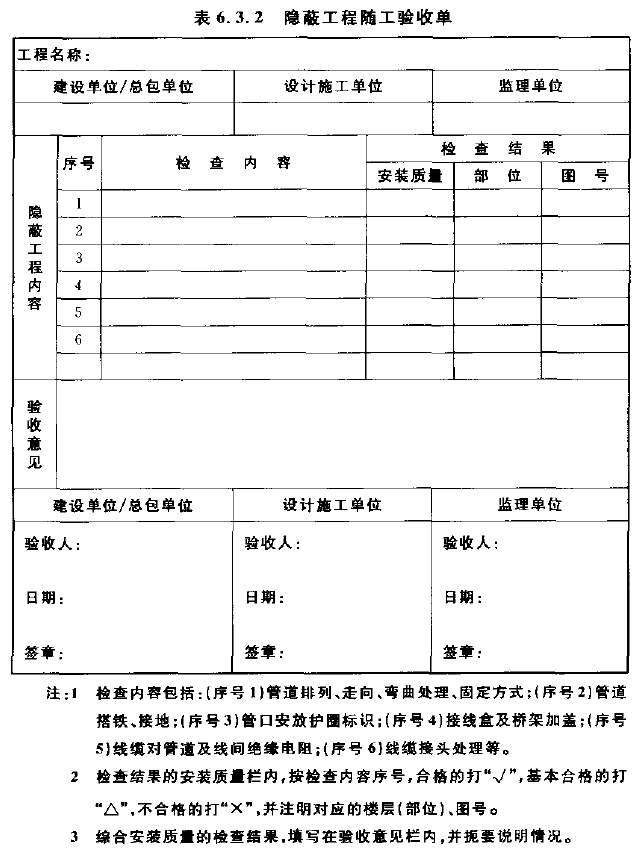 表6.3.2 隐蔽工程随工验收单
工程名称:
建设单位/总包单位 设计施工单位 监理单位
隐蔽工程内容
序号 检查内容 检查结果
安装质量 部位 图号
1
2
3
4
5
6
验收意见
建设单位/总包单位 设计施工单位 监理单位
验收人: 验收人: 验收人:
日期: 日期: 日期:
签章: 签章: 签章:
注:1 检查内容包括:(序号1)管道排列、走向、弯曲处理、固定方式;(序号2)管道
搭铁、接地;(序号3)管口安放护圈标识;(序号4)接线盒及桥架加盖;(序号
5)线缆对管道及线间绝缘电阻;(序号6)线缆接头处理等。
2 检查结果的安装质量栏内,按检查内容序号,合格的打“√”,基本合格的打
“△”,不合格的打“×”,并注明对应的楼层(部位)、图号。
3 综合安装质量的检查结果,填写在验收意见栏内,并扼要说明情况。